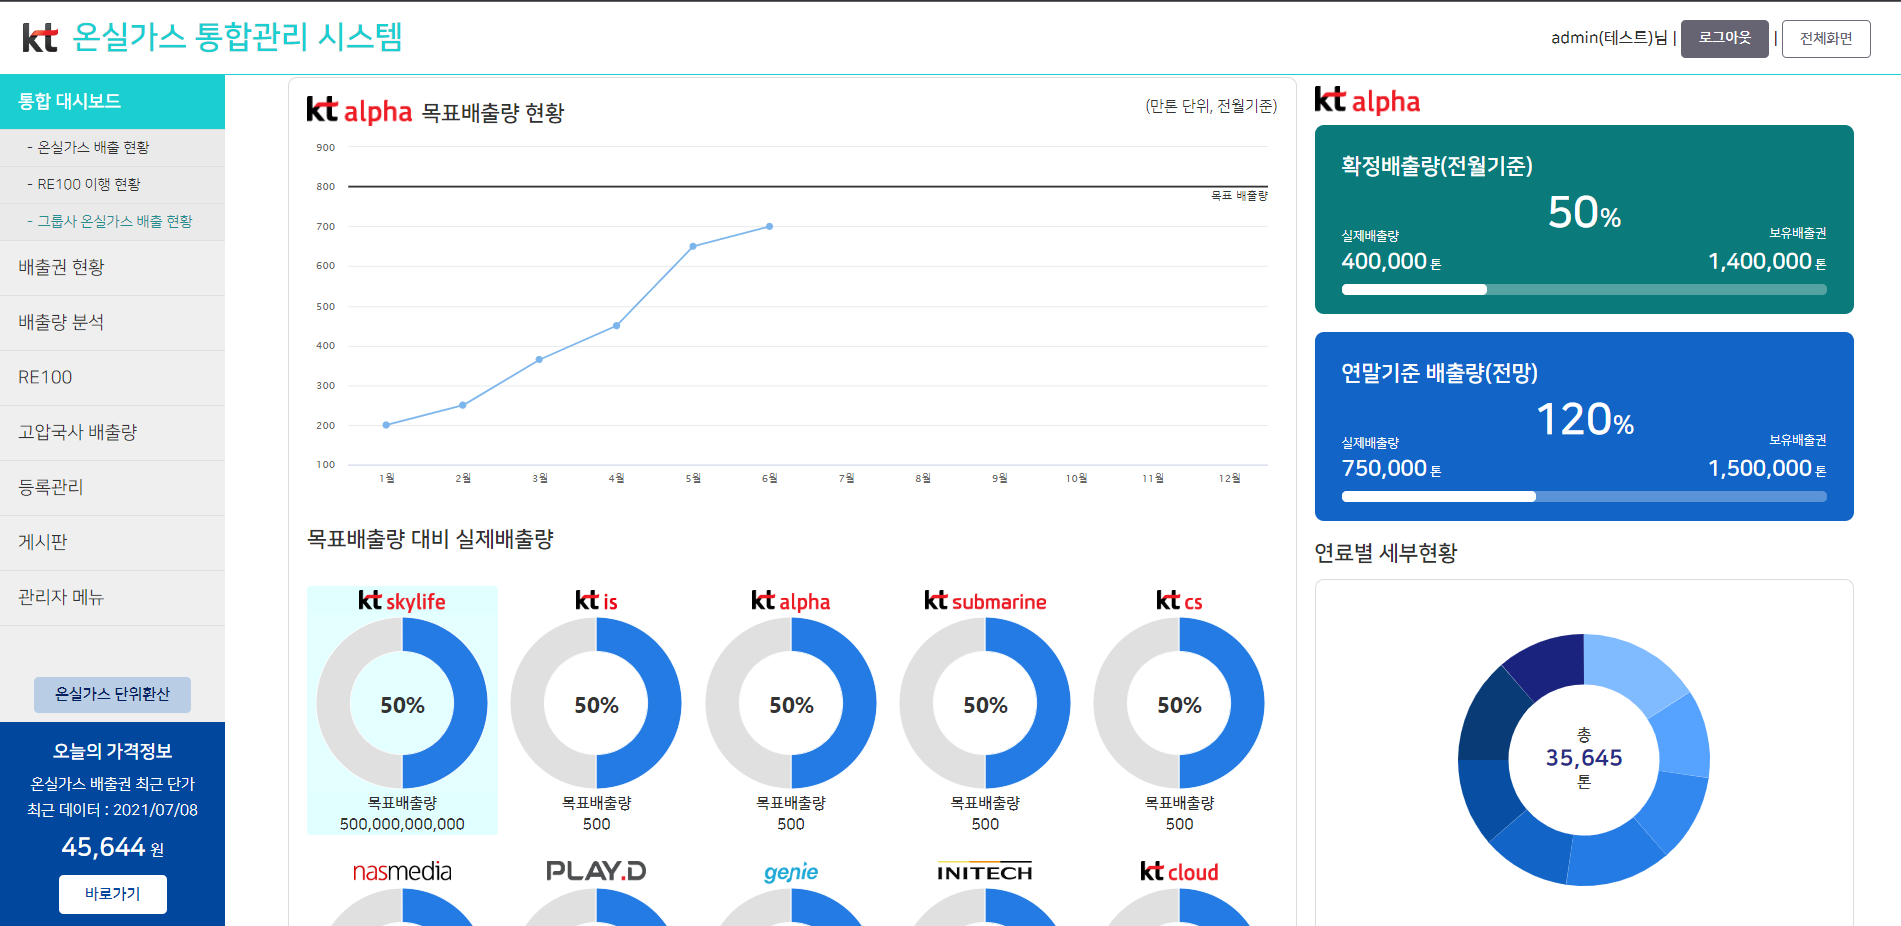 kt 온실가스 통합관리 시스템
admin(테스트)님 | 로그아웃 | 전체화면
통합 대시보드
- 온실가스 배출 현황
- RE100 이행 현황
- 그룹사 온실가스 배출 현황
배출권 현황
배출량 분석
RE100
고압국사 배출량
등록관리
게시판
관리자 메뉴
온실가스 단위환산
오늘의 가격정보
온실가스 배출권 최근 단가
최근 데이터 : 2021/07/08
45,644 원
바로가기
kt alpha 목표배출량 현황
(만톤 단위, 전월기준)
900
800
목표 배출량
700
600
500
400
300
200
100
1월 2월 3월 4월 5월 6월 7월 8월 9월 10월 11월 12월
목표배출량 대비 실제배출량
kt skylife
50%
목표배출량
500,000,000,000
kt is
50%
목표배출량
500
kt alpha
50%
목표배출량
500
kt submarine
50%
목표배출량
500
kt cs
50%
목표배출량
500
nasmedia
PLAY.D
genie
INITECH
kt cloud
kt alpha
확정배출량(전월기준)
50%
실제배출량
400,000 톤
보유배출권
1,400,000 톤
연말기준 배출량(전망)
120%
실제배출량
750,000 톤
보유배출권
1,500,000 톤
연료별 세부현황
총
35,645
톤